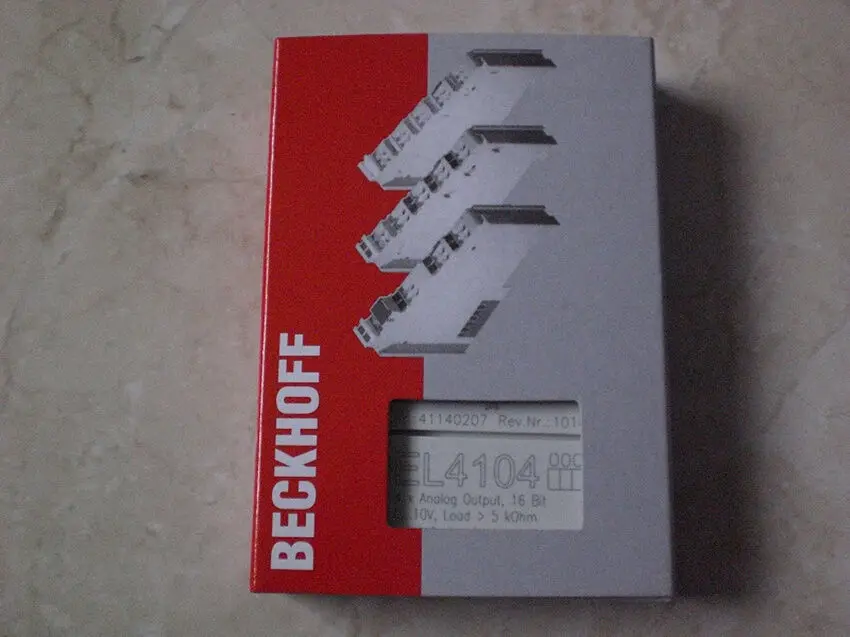 BECKHOFF
41140207 Rev.Nr.:101
EL4104
Analog Output, 16 Bit
10V, Load > 5 kOhm